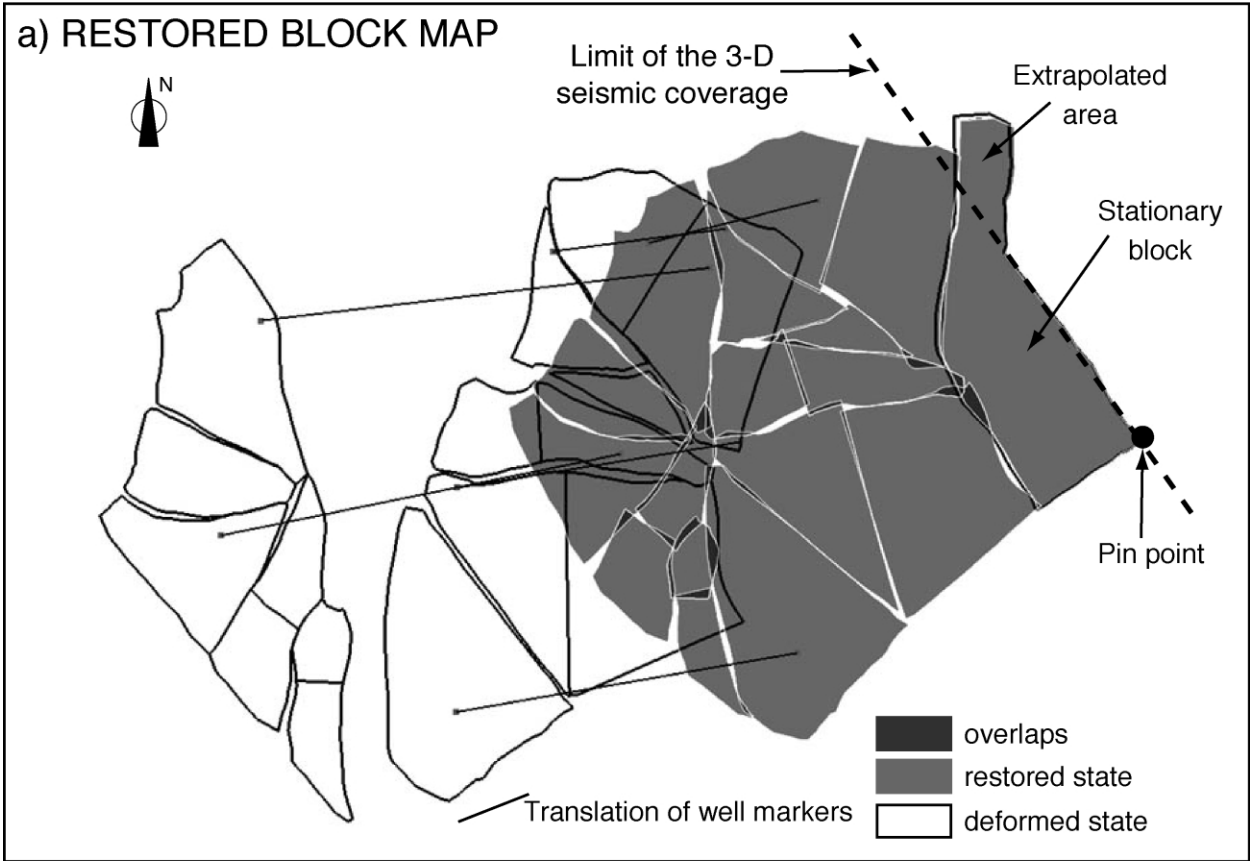 a) RESTORED BLOCK MAP
N
Limit of the 3-D
seismic coverage
Extrapolated
area
Stationary
block
Pin point
overlaps
restored state
deformed state
Translation of well markers